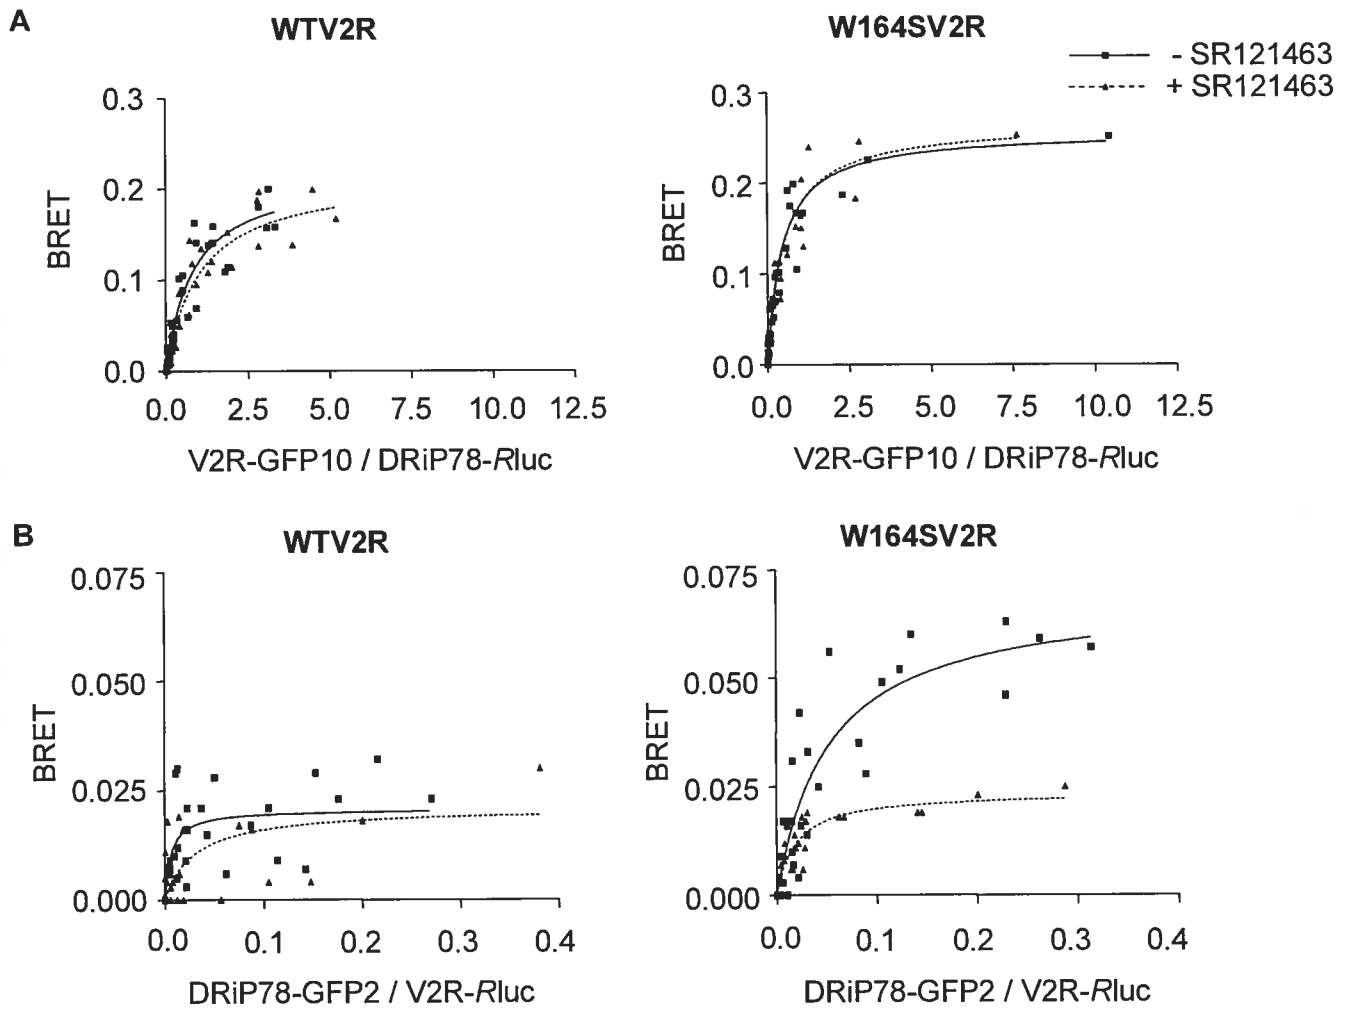 A
WTV2R
W164SV2R
- SR121463
+ SR121463
0.3
0.2
0.1
0.0
BRET
0.0 2.5 5.0 7.5 10.0 12.5
V2R-GFP10 / DRiP78-Rluc
0.3
0.2
0.1
0.0
BRET
0.0 2.5 5.0 7.5 10.0 12.5
V2R-GFP10 / DRiP78-Rluc
B
WTV2R
W164SV2R
0.075
0.050
0.025
0.000
BRET
0.0 0.1 0.2 0.3 0.4
DRiP78-GFP2 / V2R-Rluc
0.075
0.050
0.025
0.000
BRET
0.0 0.1 0.2 0.3 0.4
DRiP78-GFP2 / V2R-Rluc